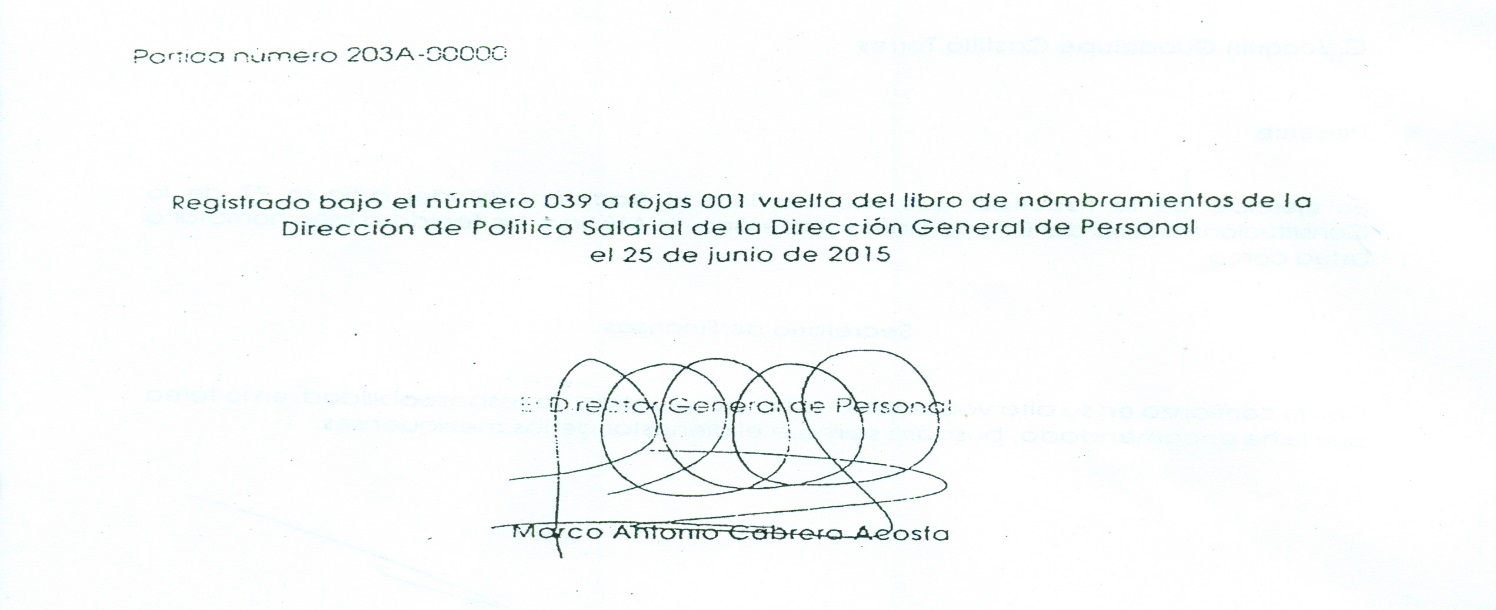 Partida número 203A-00000
Registrado bajo el número 039 a fojas 001 vuelta del libro de nombramientos de la
Dirección de Política Salarial de la Dirección General de Personal
el 25 de junio de 2015
El Director General de Personal
Marco Antonio Cabrera Acosta